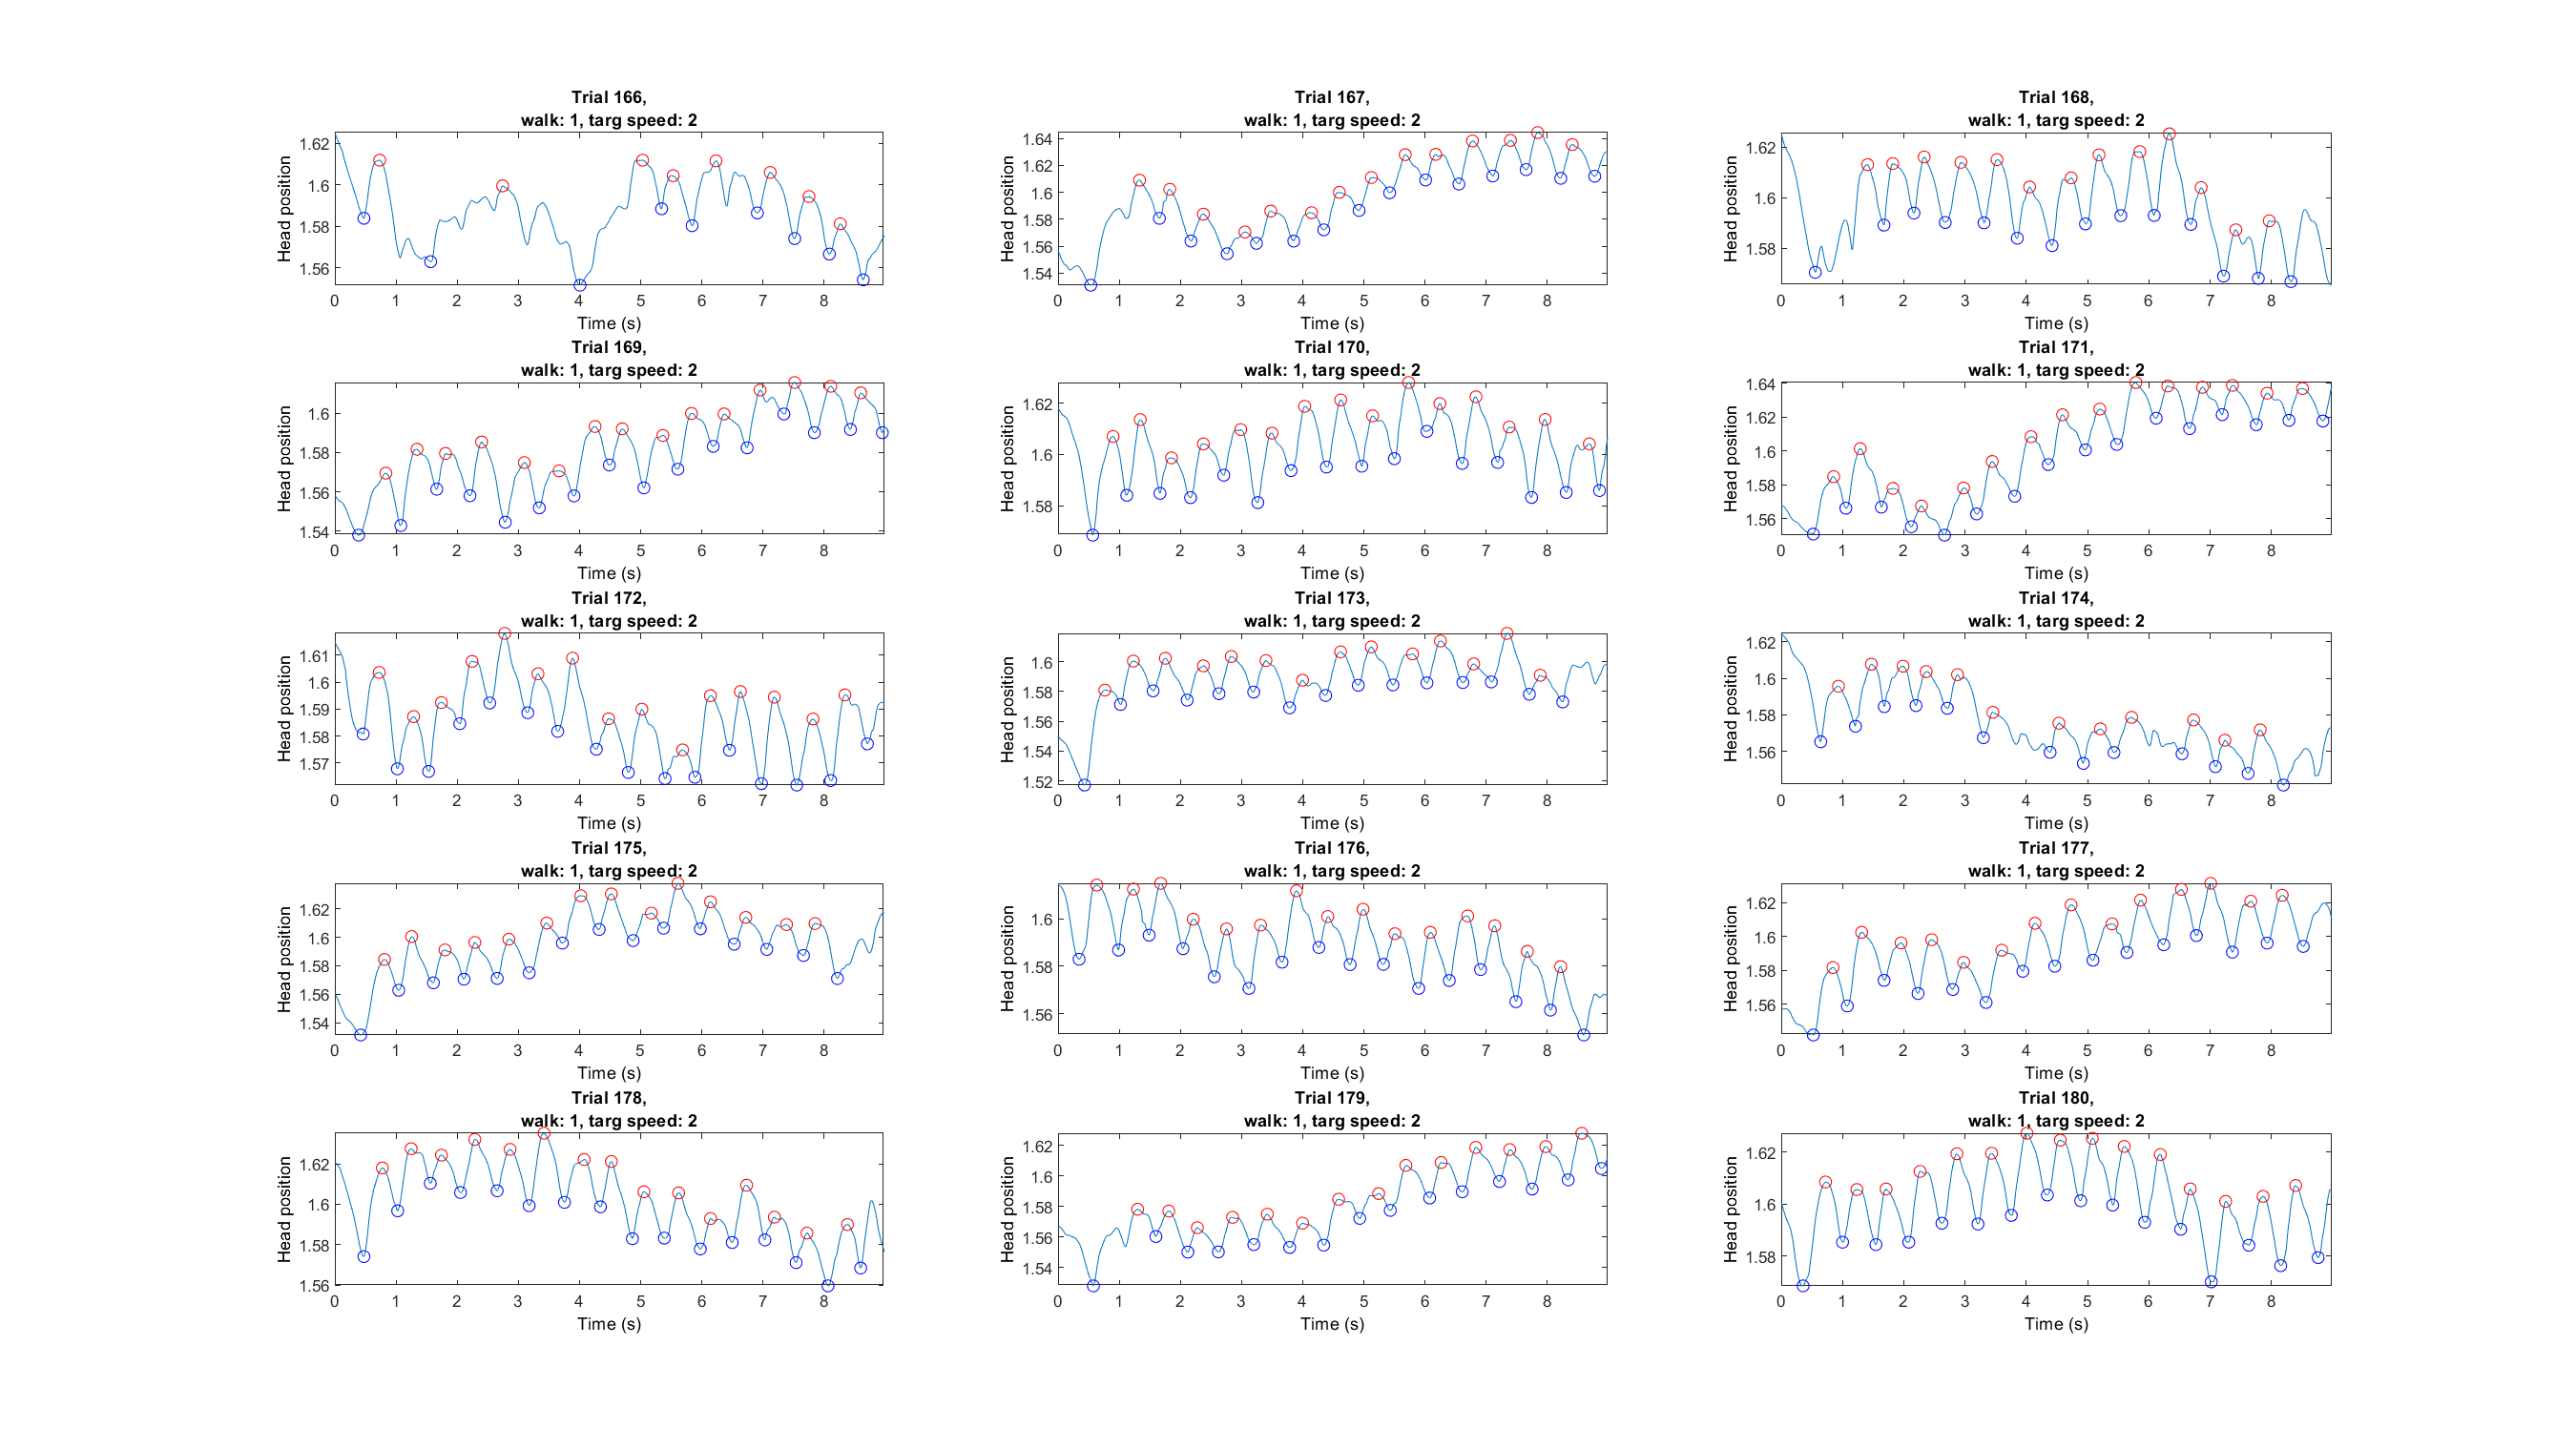 Trial 166,
walk: 1, targ speed: 2
1.62
1.6
1.58
1.56
Head position
0 1 2 3 4 5 6 7 8
Time (s)
Trial 167,
walk: 1, targ speed: 2
1.64
1.62
1.6
1.58
1.56
1.54
Head position
0 1 2 3 4 5 6 7 8
Time (s)
Trial 168,
walk: 1, targ speed: 2
1.62
1.6
1.58
Head position
0 1 2 3 4 5 6 7 8
Time (s)
Trial 169,
walk: 1, targ speed: 2
1.6
1.58
1.56
1.54
Head position
0 1 2 3 4 5 6 7 8
Time (s)
Trial 170,
walk: 1, targ speed: 2
1.62
1.6
1.58
Head position
0 1 2 3 4 5 6 7 8
Time (s)
Trial 171,
walk: 1, targ speed: 2
1.64
1.62
1.6
1.58
1.56
Head position
0 1 2 3 4 5 6 7 8
Time (s)
Trial 172,
walk: 1, targ speed: 2
1.61
1.6
1.59
1.58
1.57
Head position
0 1 2 3 4 5 6 7 8
Time (s)
Trial 173,
walk: 1, targ speed: 2
1.6
1.58
1.56
1.54
1.52
Head position
0 1 2 3 4 5 6 7 8
Time (s)
Trial 174,
walk: 1, targ speed: 2
1.62
1.6
1.58
1.56
Head position
0 1 2 3 4 5 6 7 8
Time (s)
Trial 175,
walk: 1, targ speed: 2
1.62
1.6
1.58
1.56
1.54
Head position
0 1 2 3 4 5 6 7 8
Time (s)
Trial 176,
walk: 1, targ speed: 2
1.6
1.58
1.56
Head position
0 1 2 3 4 5 6 7 8
Time (s)
Trial 177,
walk: 1, targ speed: 2
1.62
1.6
1.58
1.56
Head position
0 1 2 3 4 5 6 7 8
Time (s)
Trial 178,
walk: 1, targ speed: 2
1.62
1.6
1.58
1.56
Head position
0 1 2 3 4 5 6 7 8
Time (s)
Trial 179,
walk: 1, targ speed: 2
1.62
1.6
1.58
1.56
1.54
Head position
0 1 2 3 4 5 6 7 8
Time (s)
Trial 180,
walk: 1, targ speed: 2
1.62
1.6
1.58
Head position
0 1 2 3 4 5 6 7 8
Time (s)